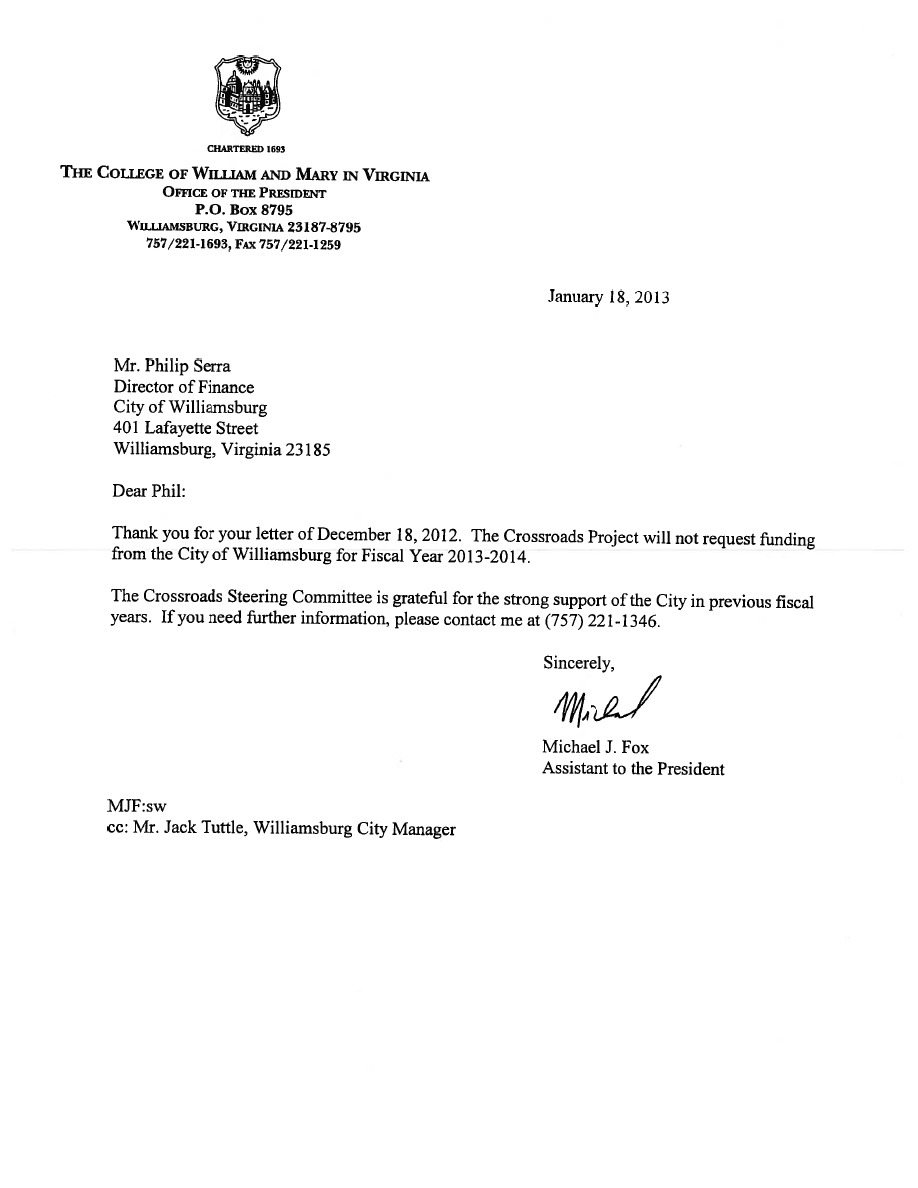 CHARTERED 1693
THE COLLEGE OF WILLIAM AND MARY IN VIRGINIA
OFFICE OF THE PRESIDENT
P.O. BOX 8795
WILLIAMSBURG, VIRGINIA 23187-8795
757/221-1693, FAX 757/221-1259
January 18, 2013
Mr. Philip Serra
Director of Finance
City of Williamsburg
401 Lafayette Street
Williamsburg, Virginia 23185
Dear Phil:
Thank you for your letter of December 18, 2012. The Crossroads Project will not request funding
from the City of Williamsburg for Fiscal Year 2013-2014.
The Crossroads Steering Committee is grateful for the strong support of the City in previous fiscal
years. If you need further information, please contact me at (757) 221-1346.
Sincerely,
Michael
Michael J. Fox
Assistant to the President
MJF:sw
cc: Mr. Jack Tuttle, Williamsburg City Manager